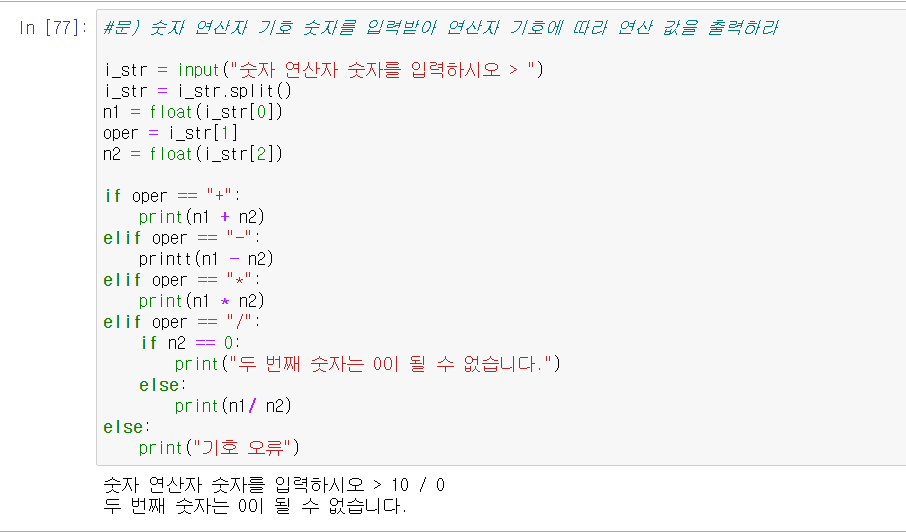 In [77]: #문) 숫자 연산자 기호 숫자를 입력받아 연산자 기호에 따라 연산 값을 출력하라
i_str = input("숫자 연산자 숫자를 입력하시오 > ")
i_str = i_str.split()
n1 = float(i_str[0])
oper = i_str[1]
n2 = float(i_str[2])
if oper == "+":
    print(n1 + n2)
elif oper == "-":
    printt(n1 - n2)
elif oper == "*":
    print(n1 * n2)
elif oper == "/":
    if n2 == 0:
        print("두 번째 숫자는 0이 될 수 없습니다.")
    else:
        print(n1/ n2)
else:
    print("기호 오류")
숫자 연산자 숫자를 입력하시오 > 10 / 0
두 번째 숫자는 0이 될 수 없습니다.